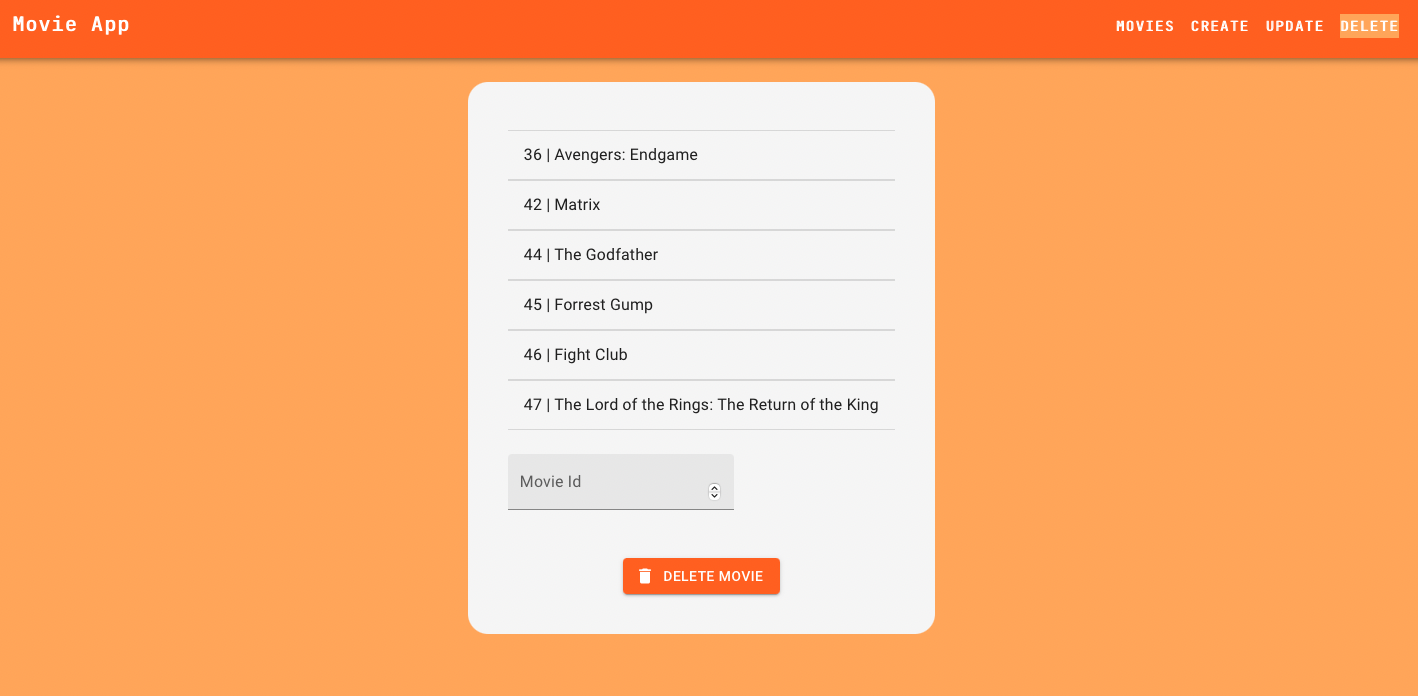 Movie App
MOVIES CREATE UPDATE DELETE
36 | Avengers: Endgame
42 | Matrix
44 | The Godfather
45 | Forrest Gump
46 | Fight Club
47 | The Lord of the Rings: The Return of the King
Movie Id
DELETE MOVIE